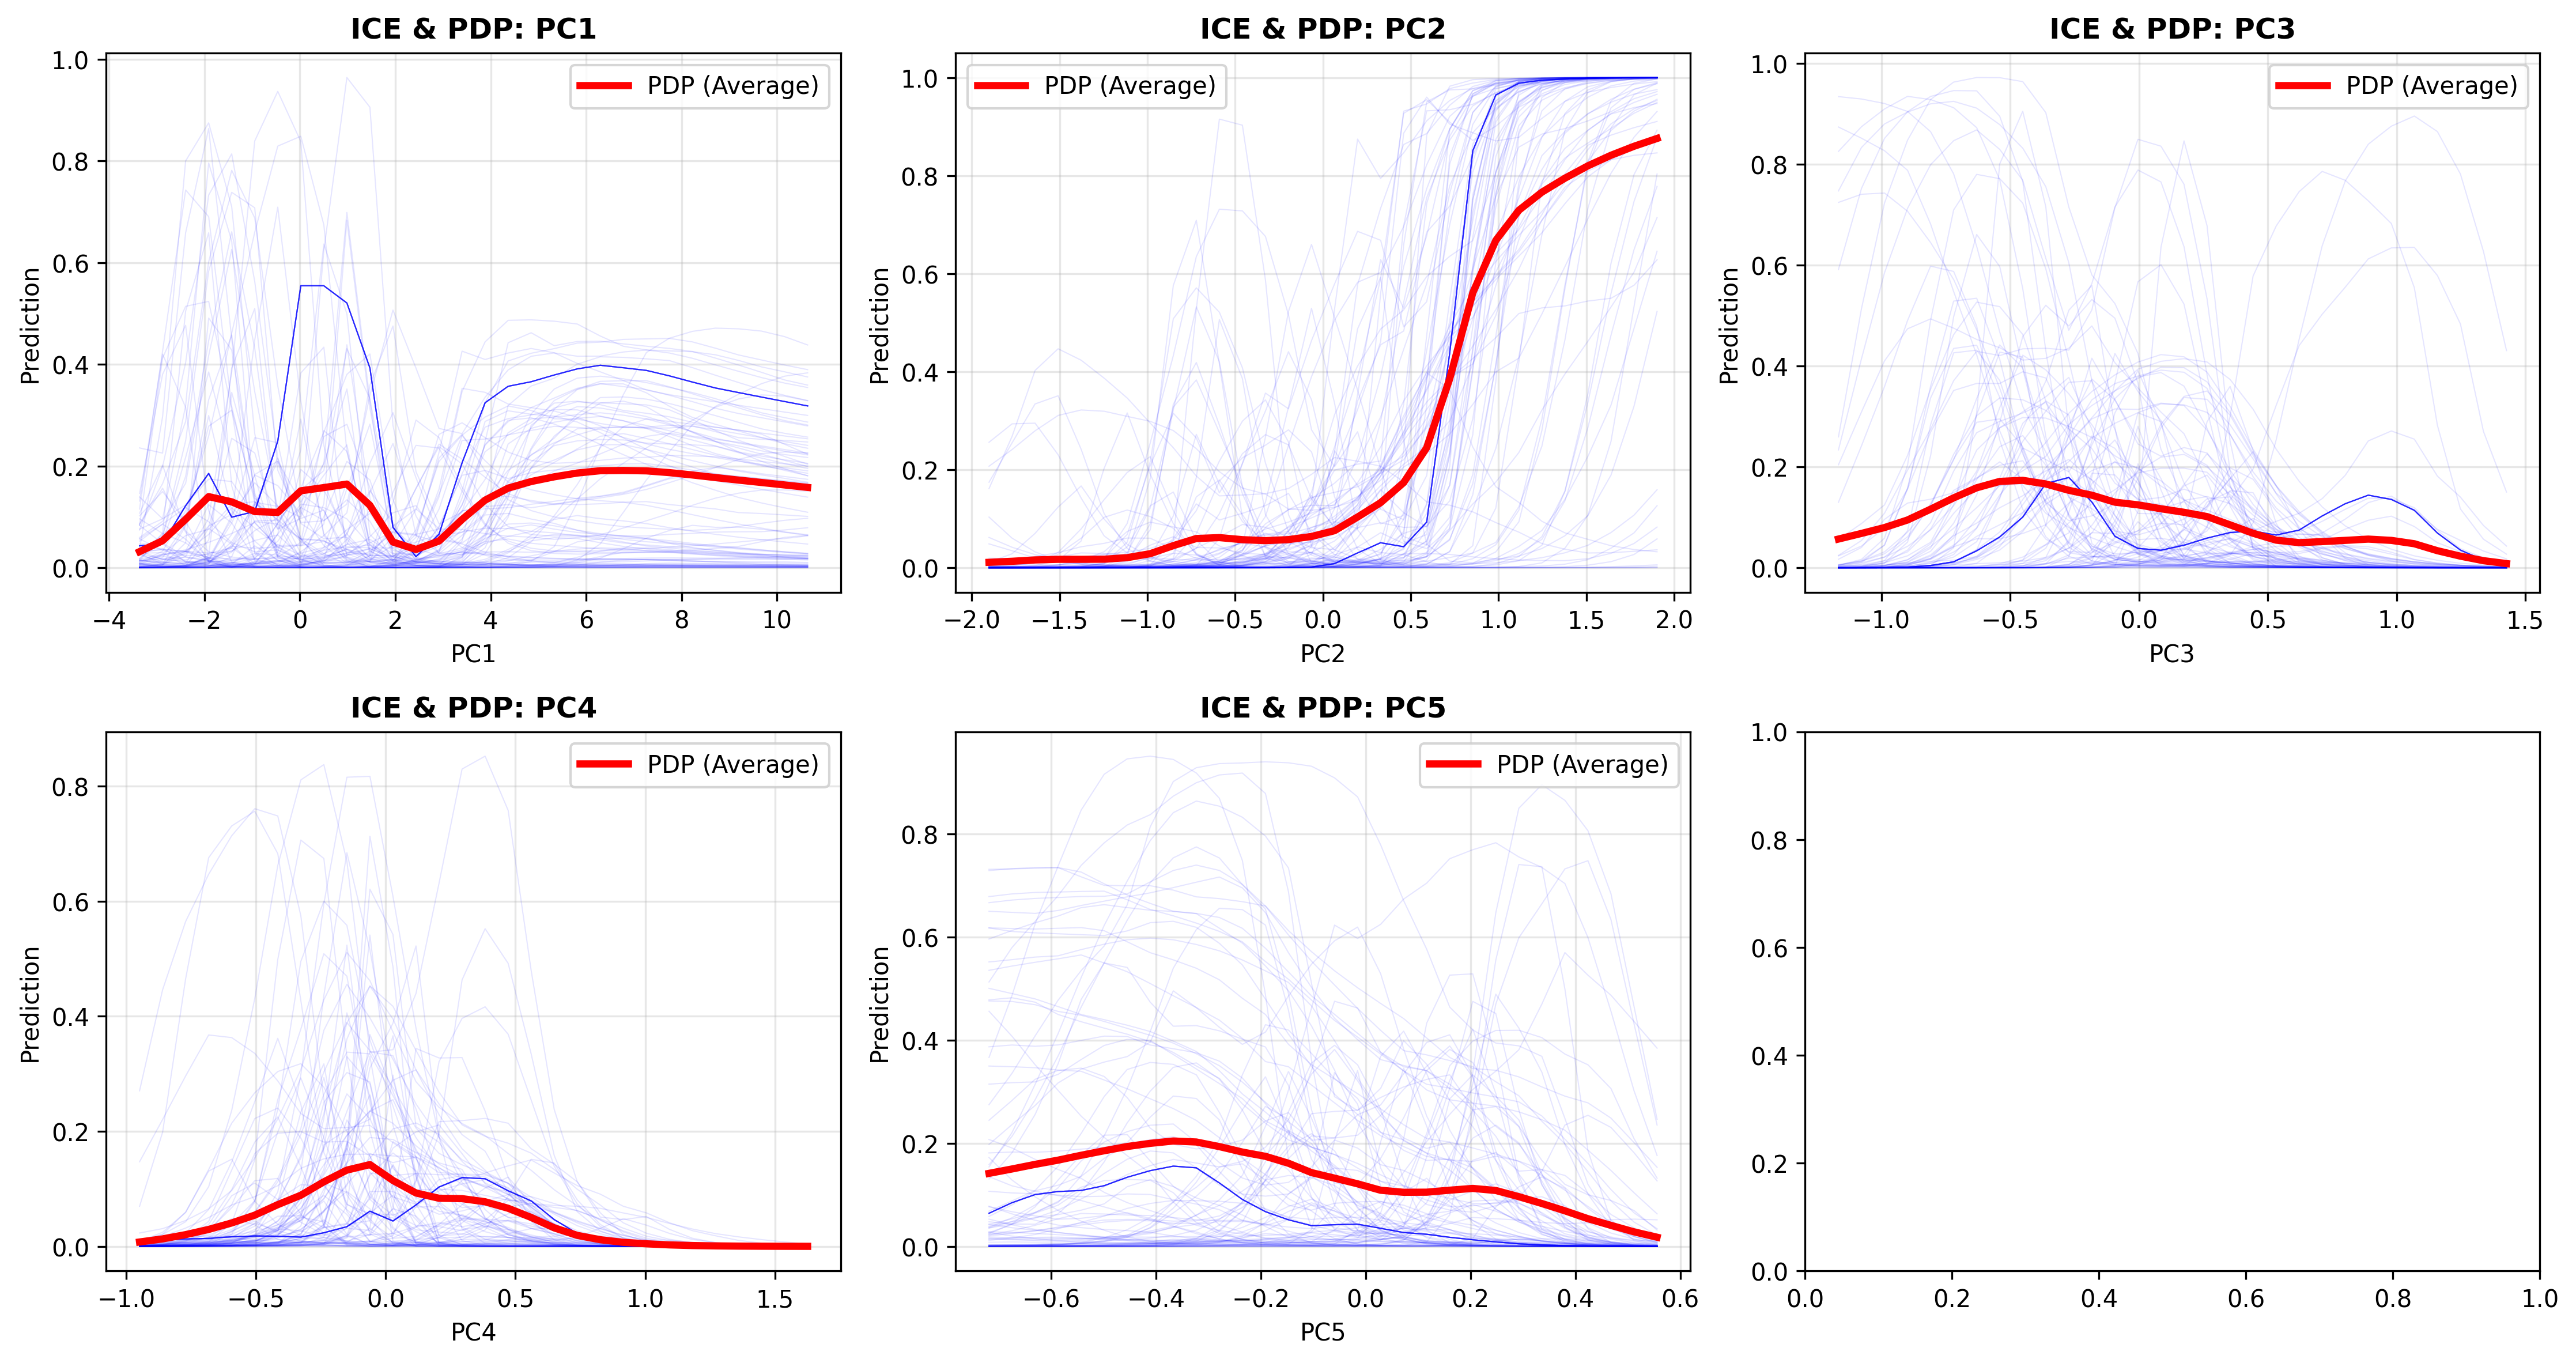 ICE & PDP: PC1
PDP (Average)
Prediction
1.0
0.8
0.6
0.4
0.2
0.0
−4 −2 0 2 4 6 8 10
PC1
ICE & PDP: PC2
PDP (Average)
Prediction
1.0
0.8
0.6
0.4
0.2
0.0
−2.0 −1.5 −1.0 −0.5 0.0 0.5 1.0 1.5 2.0
PC2
ICE & PDP: PC3
PDP (Average)
Prediction
1.0
0.8
0.6
0.4
0.2
0.0
−1.0 −0.5 0.0 0.5 1.0 1.5
PC3
ICE & PDP: PC4
PDP (Average)
Prediction
0.8
0.6
0.4
0.2
0.0
−1.0 −0.5 0.0 0.5 1.0 1.5
PC4
ICE & PDP: PC5
PDP (Average)
Prediction
0.8
0.6
0.4
0.2
0.0
−0.6 −0.4 −0.2 0.0 0.2 0.4 0.6
PC5
1.0
0.8
0.6
0.4
0.2
0.0
0.0 0.2 0.4 0.6 0.8 1.0